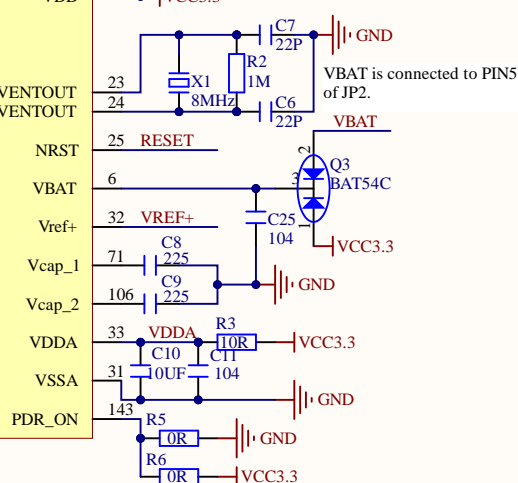 VDD
VCC3.3
C7
22P
GND
R2
1M
X1
8MHz
VBAT is connected to PIN5
of JP2.
23
VENTOUT
24
VENTOUT
C6
22P
VBAT
2
NRST
25
RESET
Q3
BAT54C
3
VBAT
6
1
C25
104
Vref+
32
VREF+
VCC3.3
Vcap_1
71
C8
225
GND
Vcap_2
106
C9
225
VDDA
33
VDDA
R3
10R
VCC3.3
C10
10UF
C11
104
VSSA
31
GND
PDR_ON
143
R5
0R
GND
R6
0R
VCC3.3